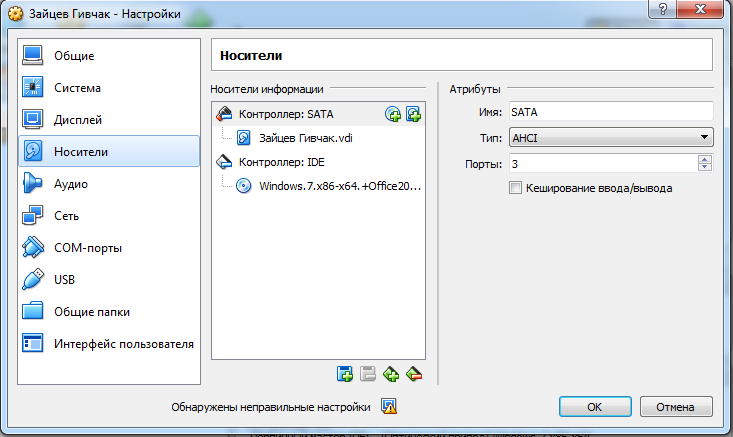 Зайцев Гивчак - Настройки
?
Общие
Система
Дисплей
Носители
Аудио
Сеть
COM-порты
USB
Общие папки
Интерфейс пользователя
Носители
Носители информации
Контроллер: SATA
Зайцев Гивчак.vdi
Контроллер: IDE
Windows.7.x86-x64.+Office20...
Атрибуты
Имя: SATA
Тип: AHCI
Порты: 3
Кеширование ввода/вывода
Обнаружены неправильные настройки
OK
Отмена